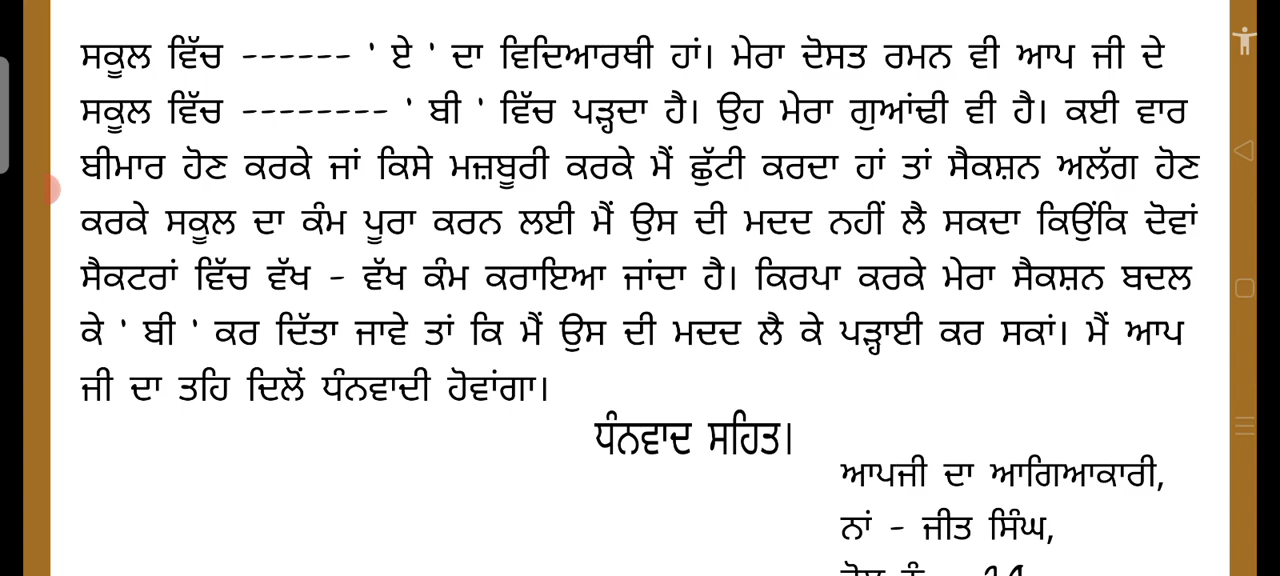 ਸਕੂਲ ਵਿੱਚ ------ ' ਏ ' ਦਾ ਵਿਦਿਆਰਥੀ ਹਾਂ। ਮੇਰਾ ਦੋਸਤ ਰਮਨ ਵੀ ਆਪ ਜੀ ਦੇ
ਸਕੂਲ ਵਿੱਚ -------- ' ਬੀ ' ਵਿੱਚ ਪੜ੍ਹਦਾ ਹੈ। ਉਹ ਮੇਰਾ ਗੁਆਂਢੀ ਵੀ ਹੈ। ਕਈ ਵਾਰ
ਬੀਮਾਰ ਹੋਣ ਕਰਕੇ ਜਾਂ ਕਿਸੇ ਮਜ਼ਬੂਰੀ ਕਰਕੇ ਮੈਂ ਛੁੱਟੀ ਕਰਦਾ ਹਾਂ ਤਾਂ ਸੈਕਸ਼ਨ ਅਲੱਗ ਹੋਣ
ਕਰਕੇ ਸਕੂਲ ਦਾ ਕੰਮ ਪੂਰਾ ਕਰਨ ਲਈ ਮੈਂ ਉਸ ਦੀ ਮਦਦ ਨਹੀਂ ਲੈ ਸਕਦਾ ਕਿਉਂਕਿ ਦੋਵਾਂ
ਸੈਕਟਰਾਂ ਵਿੱਚ ਵੱਖ - ਵੱਖ ਕੰਮ ਕਰਾਇਆ ਜਾਂਦਾ ਹੈ। ਕਿਰਪਾ ਕਰਕੇ ਮੇਰਾ ਸੈਕਸ਼ਨ ਬਦਲ
ਕੇ ' ਬੀ ' ਕਰ ਦਿੱਤਾ ਜਾਵੇ ਤਾਂ ਕਿ ਮੈਂ ਉਸ ਦੀ ਮਦਦ ਲੈ ਕੇ ਪੜ੍ਹਾਈ ਕਰ ਸਕਾਂ। ਮੈਂ ਆਪ
ਜੀ ਦਾ ਤਹਿ ਦਿਲੋਂ ਧੰਨਵਾਦੀ ਹੋਵਾਂਗਾ।
ਧੰਨਵਾਦ ਸਹਿਤ।
ਆਪਜੀ ਦਾ ਆਗਿਆਕਾਰੀ,
ਨਾਂ - ਜੀਤ ਸਿੰਘ,